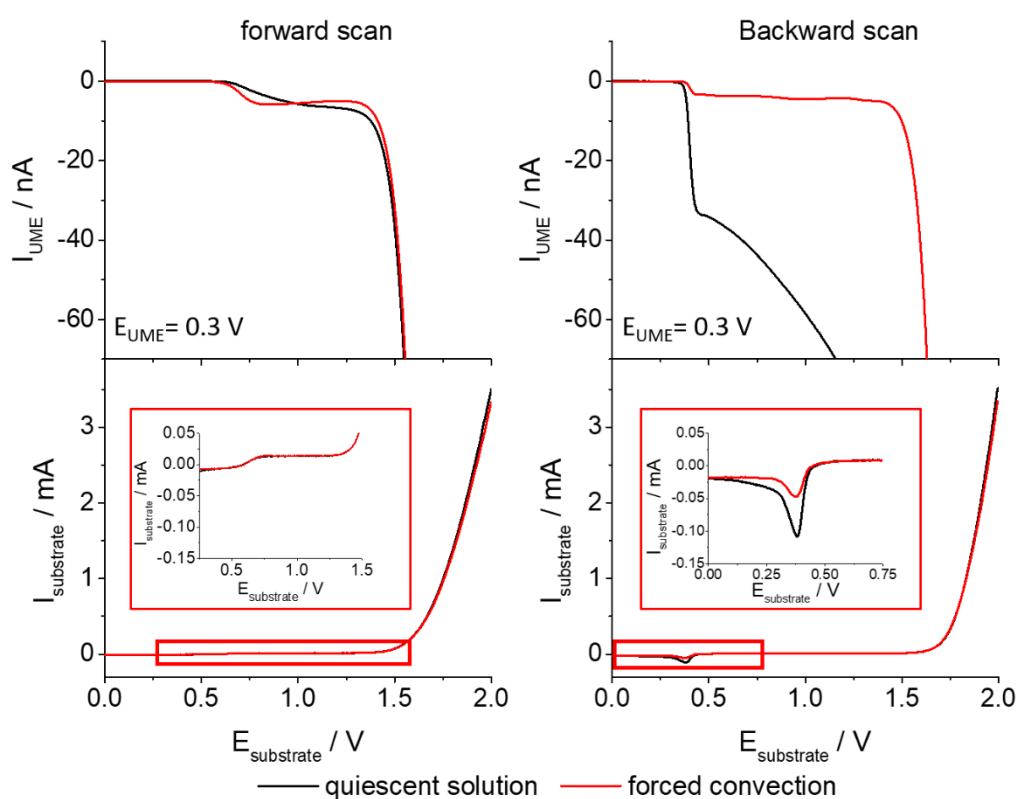 forward scan
Backward scan
0
-20
-40
-60
I_UME / nA
E_UME= 0.3 V
0
-20
-40
-60
I_UME / nA
E_UME= 0.3 V
3
2
1
0
I_substrate / mA
0.05
0.00
-0.05
-0.10
-0.15
I_substrate / mA
0.5 1.0 1.5
E_substrate / V
0.0 0.5 1.0 1.5 2.0
E_substrate / V
3
2
1
0
I_substrate / mA
0.05
0.00
-0.05
-0.10
-0.15
I_substrate / mA
0.00 0.25 0.50 0.75
E_substrate / V
0.0 0.5 1.0 1.5 2.0
E_substrate / V
quiescent solution
forced convection